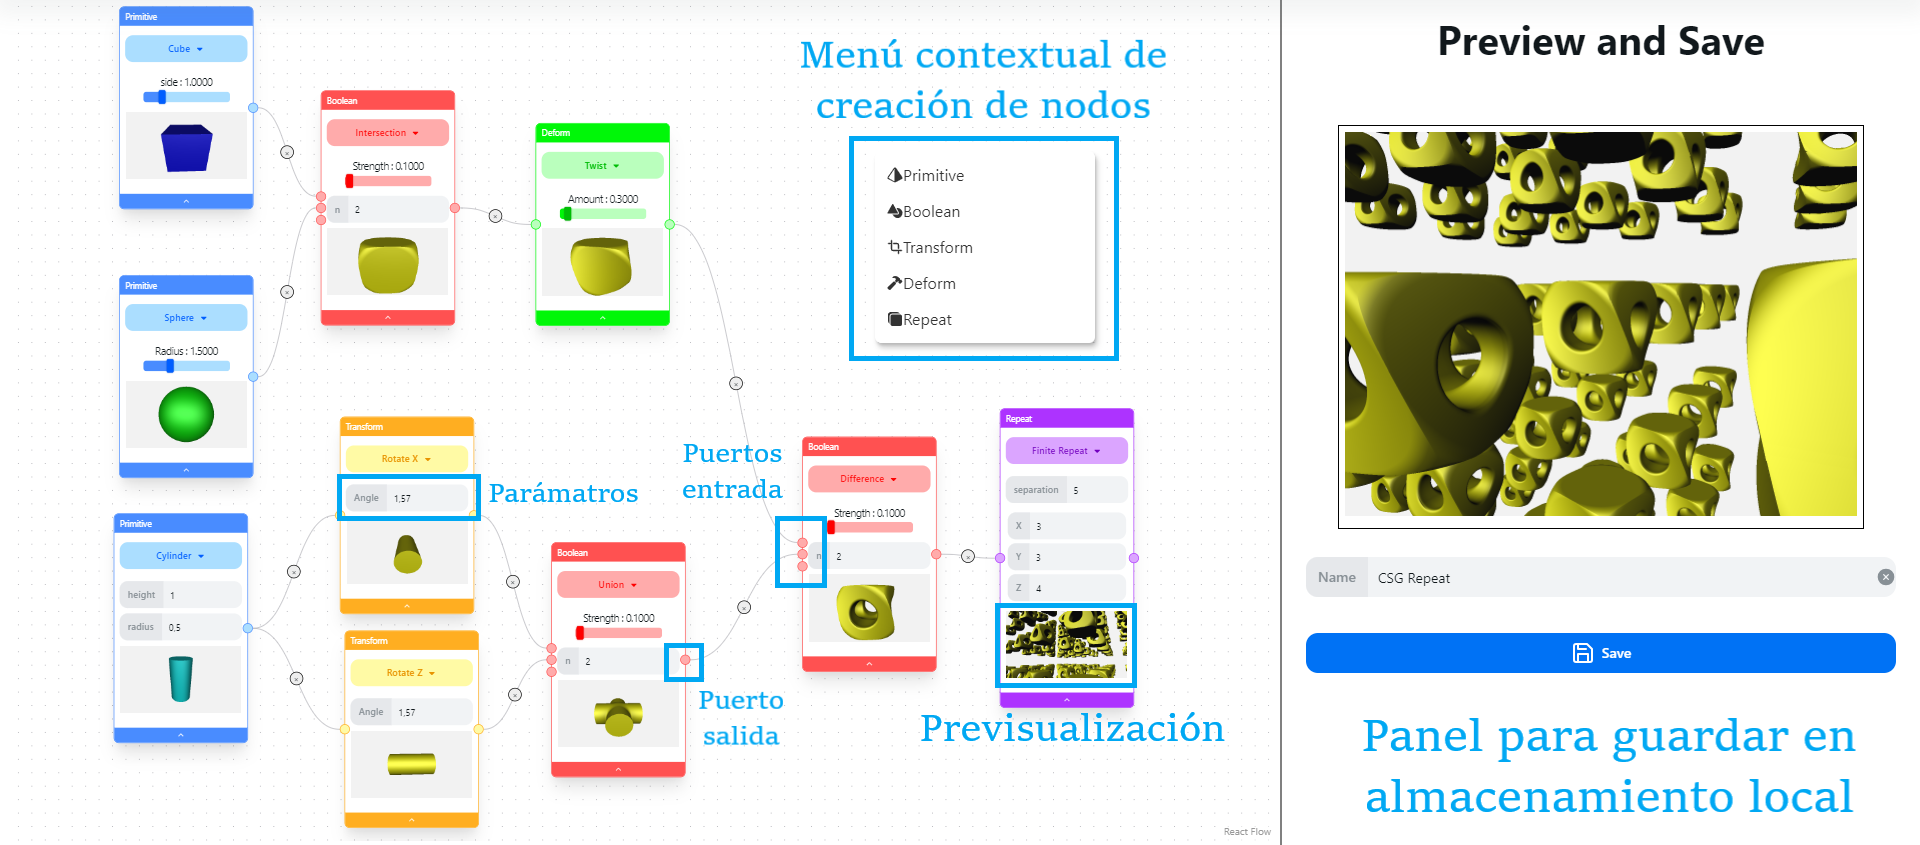 Primitive
Cube
side : 1.0000
Primitive
Sphere
Radius : 1.5000
Primitive
Cylinder
height 1
radius 0,5
Boolean
Intersection
Strength : 0.1000
n 2
Deform
Twist
Amount : 0.3000
Transform
Rotate X
Angle 1,57
Parámatros
Transform
Rotate Z
Angle 1,57
Boolean
Union
Strength : 0.1000
n 2
Puerto
salida
Puertos
entrada
Boolean
Difference
Strength : 0.1000
n 2
Repeat
Finite Repeat
separation 5
X 3
Y 3
Z 4
Previsualización
Menú contextual de
creación de nodos
Primitive
Boolean
Transform
Deform
Repeat
React Flow
Preview and Save
Name CSG Repeat
Save
Panel para guardar en
almacenamiento local